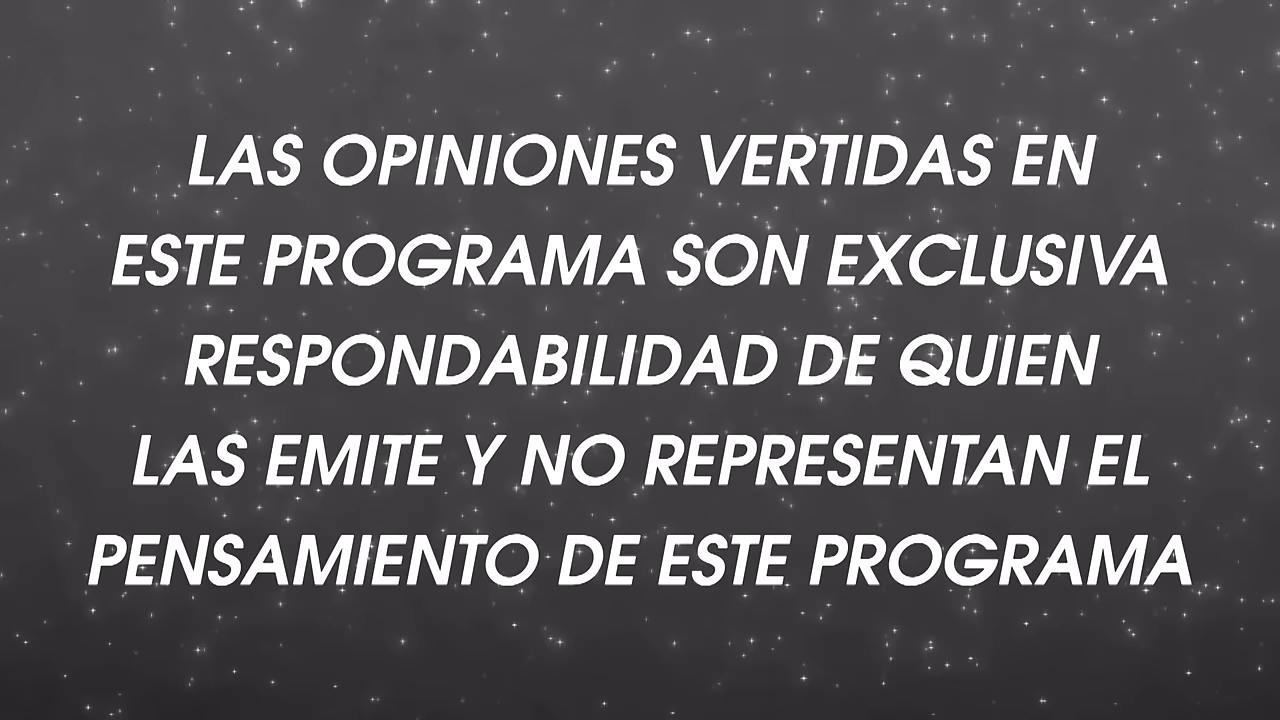 LAS OPINIONES VERTIDAS EN
ESTE PROGRAMA SON EXCLUSIVA
RESPONDABILIDAD DE QUIEN
LAS EMITE Y NO REPRESENTAN EL
PENSAMIENTO DE ESTE PROGRAMA